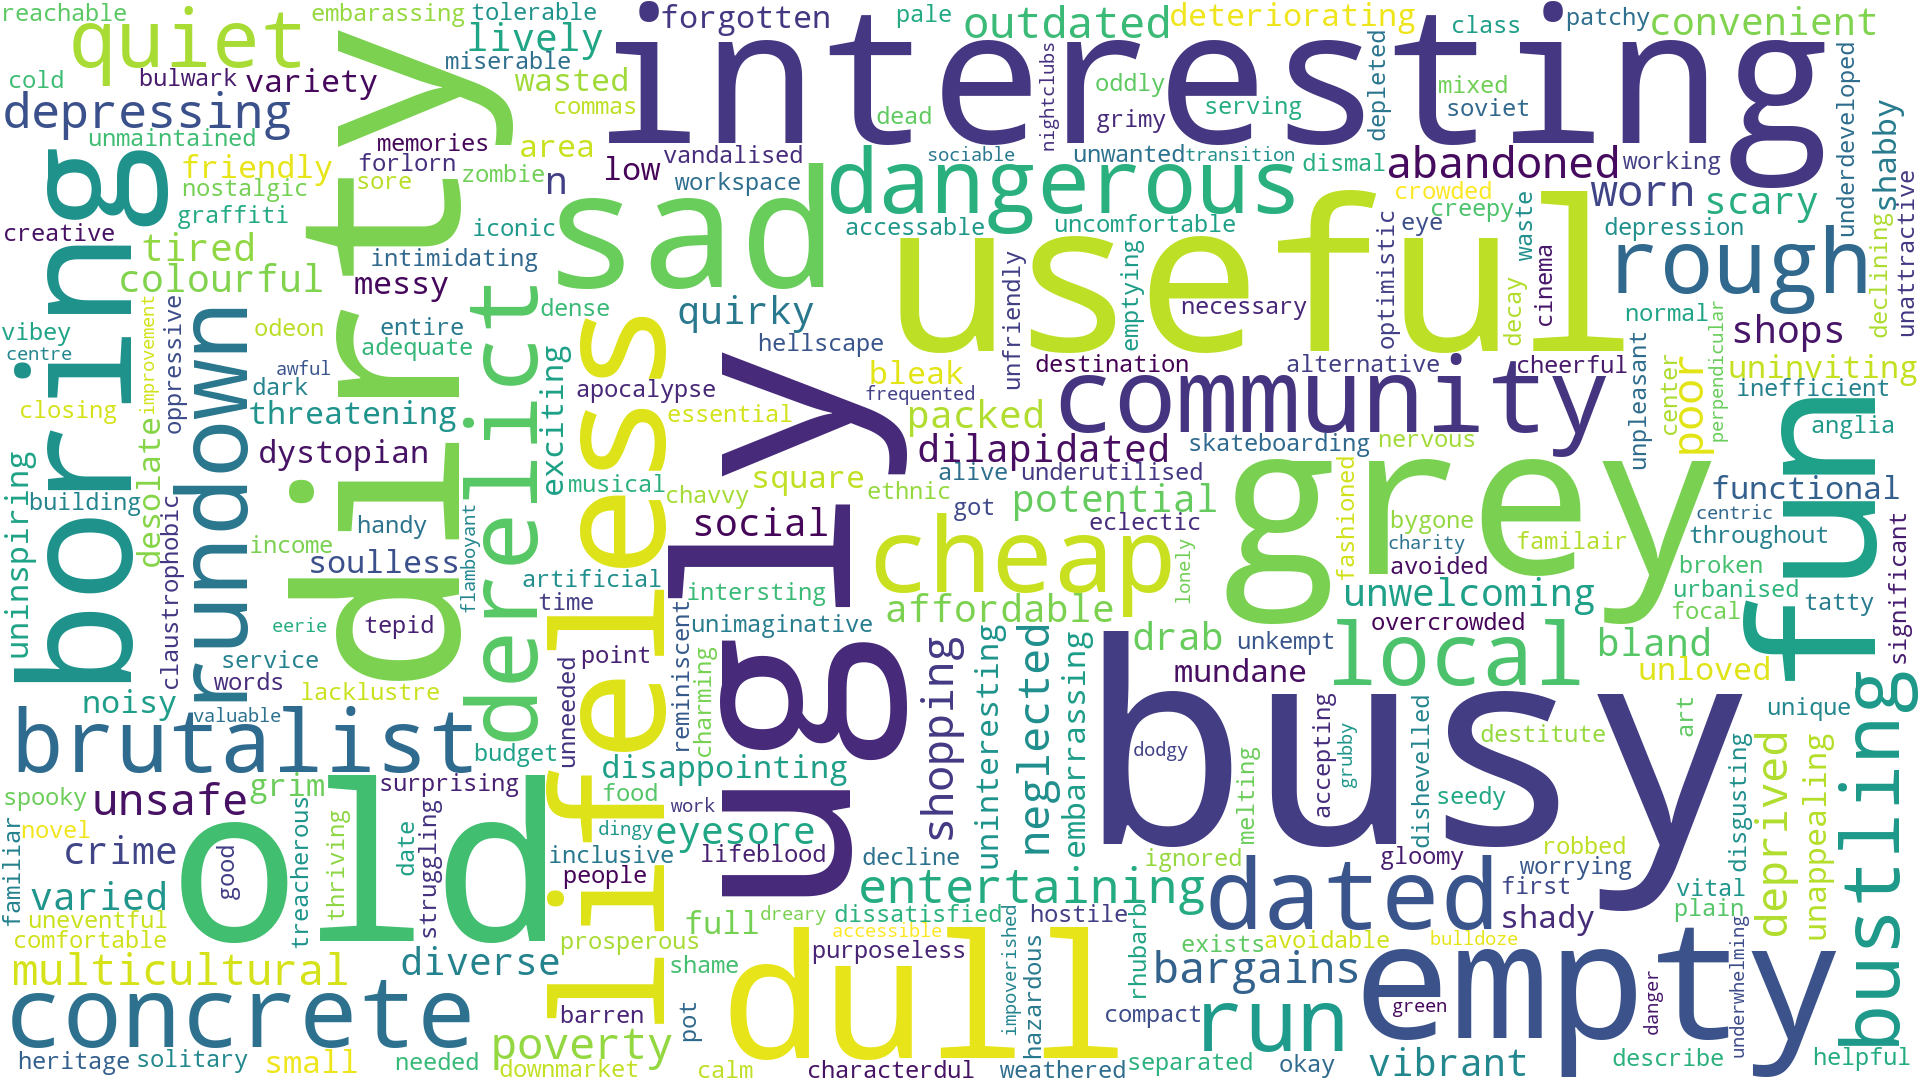 reachable
embarassing
tolerable
interesting
forgotten
pale
outdated
deteriorating
class
patchy
convenient
quiet
lively
miserable
cold
bulwark
variety
wasted
commas
oddly
mixed
soviet
serving
nightclubs
depleted
underdeveloped
depressing
dirty
dead
grimy
unmaintained
memories
area
shabby
boring
friendly
forlorn
zombie
n
low
vandalised
sociable
unwanted
transition
dismal
abandoned
working
nostalgic
sore
workspace
dangerous
crowded
worn
scary
unattractive
graffiti
sad
creepy
creative
iconic
accessable
uncomfortable
eye
waste
depression
tired
intimidating
useful
rough
colourful
messy
unfriendly
emptying
optimistic
cinema
declining
dense
quirky
necessary
decay
normal
vibey
improvement
oppressive
rundown
odeon
entire
derelict
lifeless
ugly
hellscape
shops
centre
adequate
destination
alternative
cheerful
unpleasant
uninviting
awful
exciting
bleak
community
center
poor
perpendicular
dark
apocalypse
frequented
inefficient
closing
threatening
essential
packed
fun
anglia
desolate
dystopian
dilapidated
skateboarding
nervous
uninspiring
musical
square
alive
underutilised
grey
building
claustrophobic
chavvy
ethnic
potential
fashioned
functional
got
centric
handy
social
eclectic
bygone
significant
income
flamboyant
cheap
charity
familair
throughout
soulless
lonely
avoided
broken
artificial
intersting
unwelcoming
urbanised
time
affordable
focal
tatty
eerie
tepid
reminiscent
unimaginative
overcrowded
shopping
uninteresting
neglected
embarrassing
drab
unkempt
local
bland
service
unneeded
point
charming
mundane
unloved
words
lacklustre
bustling
noisy
valuable
busy
accepting
art
unique
brutalist
budget
dodgy
grubby
dishevelled
destitute
disgusting
deprived
unappealing
disappointing
melting
spooky
unsafe
grim
surprising
food
work
seedy
old
treacherous
thriving
date
struggling
familiar
novel
dingy
eyesore
robbed
crime
good
inclusive
lifeblood
decline
ignored
gloomy
worrying
people
varied
entertaining
dated
first
vital
uneventful
full
dreary
dissatisfied
hostile
shady
plain
comfortable
prosperous
accessible
impoverished
hazardous
rhubarb
exists
avoidable
bulldoze
underwhelming
multicultural
diverse
shame
dull
purposeless
bargains
empty
concrete
barren
pot
compact
run
green
danger
poverty
heritage
solitary
small
needed
downmarket
calm
characterdul
weathered
separated
okay
vibrant
describe
helpful